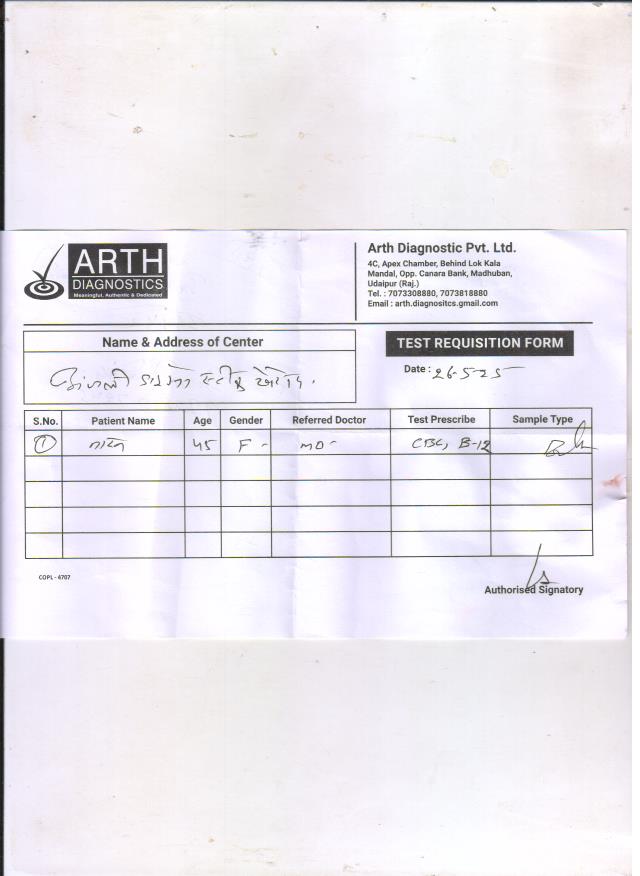 ARTH
DIAGNOSTICS
Meaningful, Authentic & Dedicated
Arth Diagnostic Pvt. Ltd.
4C, Apex Chamber, Behind Lok Kala
Mandal, Opp. Canara Bank, Madhuban,
Udaipur (Raj.)
Tel. : 7073308880, 7073818880
Email : arth.diagnositcs.gmail.com
Name & Address of Center
TEST REQUISITION FORM
Date : 26-5-25
S.No. Patient Name Age Gender Referred Doctor Test Prescribe Sample Type
1 45 F - MD - CBC, B-12
COPL - 4707
Authorised Signatory